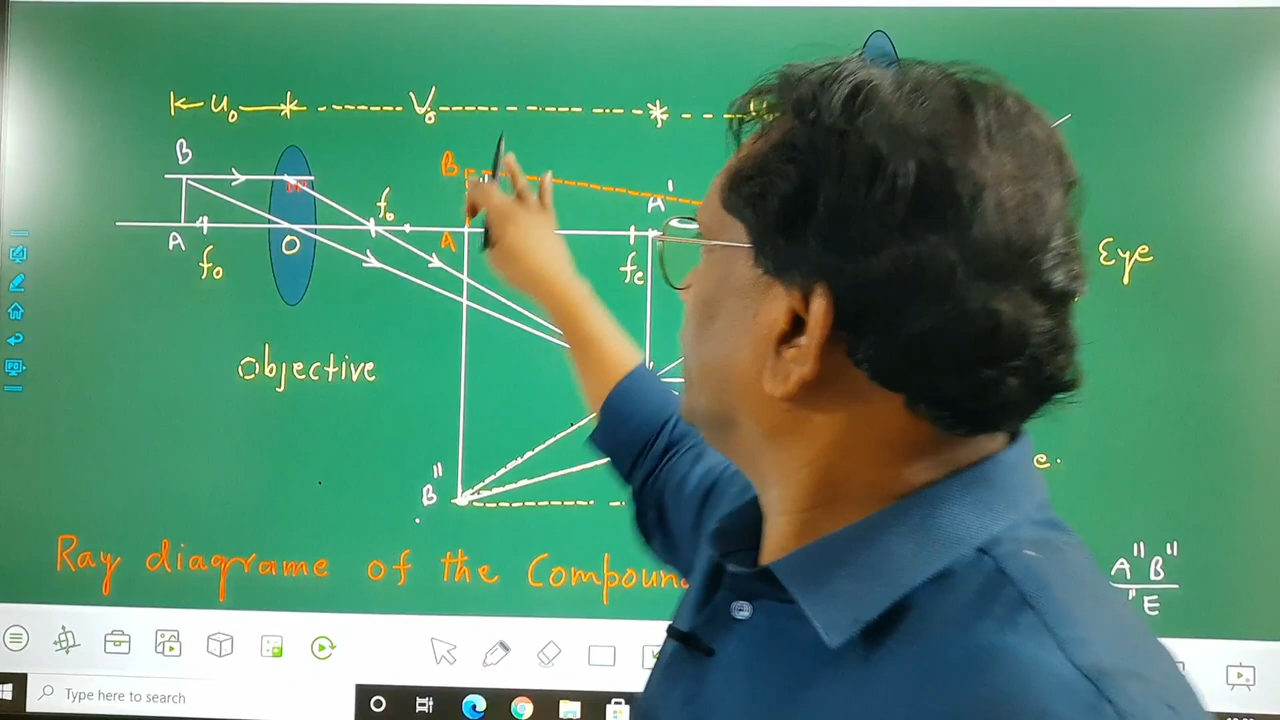 u₀ V₀
B
B
A'
f₀
A
f₀
O
A
fe
Eye
Objective
B"
e.
Ray diagrame of the Compoun
A"B"
"E
Type here to search